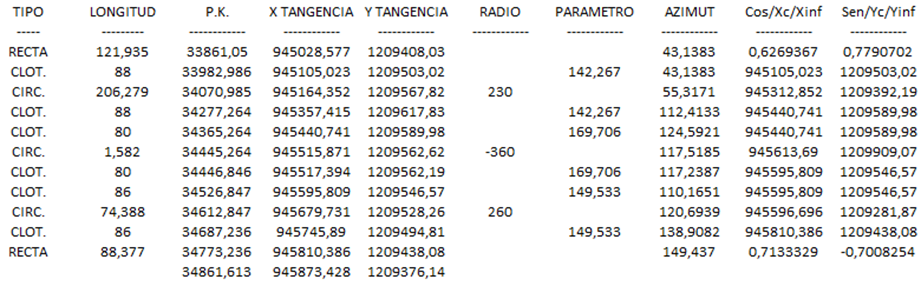 TIPO LONGITUD P.K. X TANGENCIA Y TANGENCIA RADIO PARAMETRO AZIMUT Cos/Xc/Xinf Sen/Yc/Yinf
----- --------- ------------ ------------ ------------ ------------ ------------ ------------ ------------ ------------
RECTA 121,935 33861,05 945028,577 1209408,03 43,1383 0,6269367 0,7790702
CLOT. 88 33982,986 945105,023 1209503,02 142,267 43,1383 945105,023 1209503,02
CIRC. 206,279 34070,985 945164,352 1209567,82 230 55,3171 945312,852 1209392,19
CLOT. 88 34277,264 945357,415 1209617,83 142,267 112,4133 945440,741 1209589,98
CLOT. 80 34365,264 945440,741 1209589,98 169,706 124,5921 945440,741 1209589,98
CIRC. 1,582 34445,264 945515,871 1209562,62 -360 117,5185 945613,69 1209909,07
CLOT. 80 34446,846 945517,394 1209562,19 169,706 117,2387 945595,809 1209546,57
CLOT. 86 34526,847 945595,809 1209546,57 149,533 110,1651 945595,809 1209546,57
CIRC. 74,388 34612,847 945679,731 1209528,26 260 120,6939 945596,696 1209281,87
CLOT. 86 34687,236 945745,89 1209494,81 149,533 138,9082 945810,386 1209438,08
RECTA 88,377 34773,236 945810,386 1209438,08 149,437 0,7133329 -0,7008254
34861,613 945873,428 1209376,14